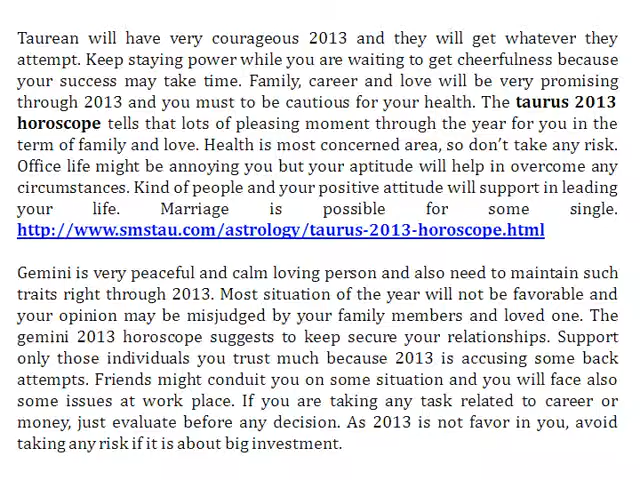 Taurean will have very courageous 2013 and they will get whatever they
attempt. Keep staying power while you are waiting to get cheerfulness because
your success may take time. Family, career and love will be very promising
through 2013 and you must to be cautious for your health. The taurus 2013
horoscope tells that lots of pleasing moment through the year for you in the
term of family and love. Health is most concerned area, so don’t take any risk.
Office life might be annoying you but your aptitude will help in overcome any
circumstances. Kind of people and your positive attitude will support in leading
your life. Marriage is possible for some single.
http://www.smstau.com/astrology/taurus-2013-horoscope.html
Gemini is very peaceful and calm loving person and also need to maintain such
traits right through 2013. Most situation of the year will not be favorable and
your opinion may be misjudged by your family members and loved one. The
gemini 2013 horoscope suggests to keep secure your relationships. Support
only those individuals you trust much because 2013 is accusing some back
attempts. Friends might conduit you on some situation and you will face also
some issues at work place. If you are taking any task related to career or
money, just evaluate before any decision. As 2013 is not favor in you, avoid
taking any risk if it is about big investment.